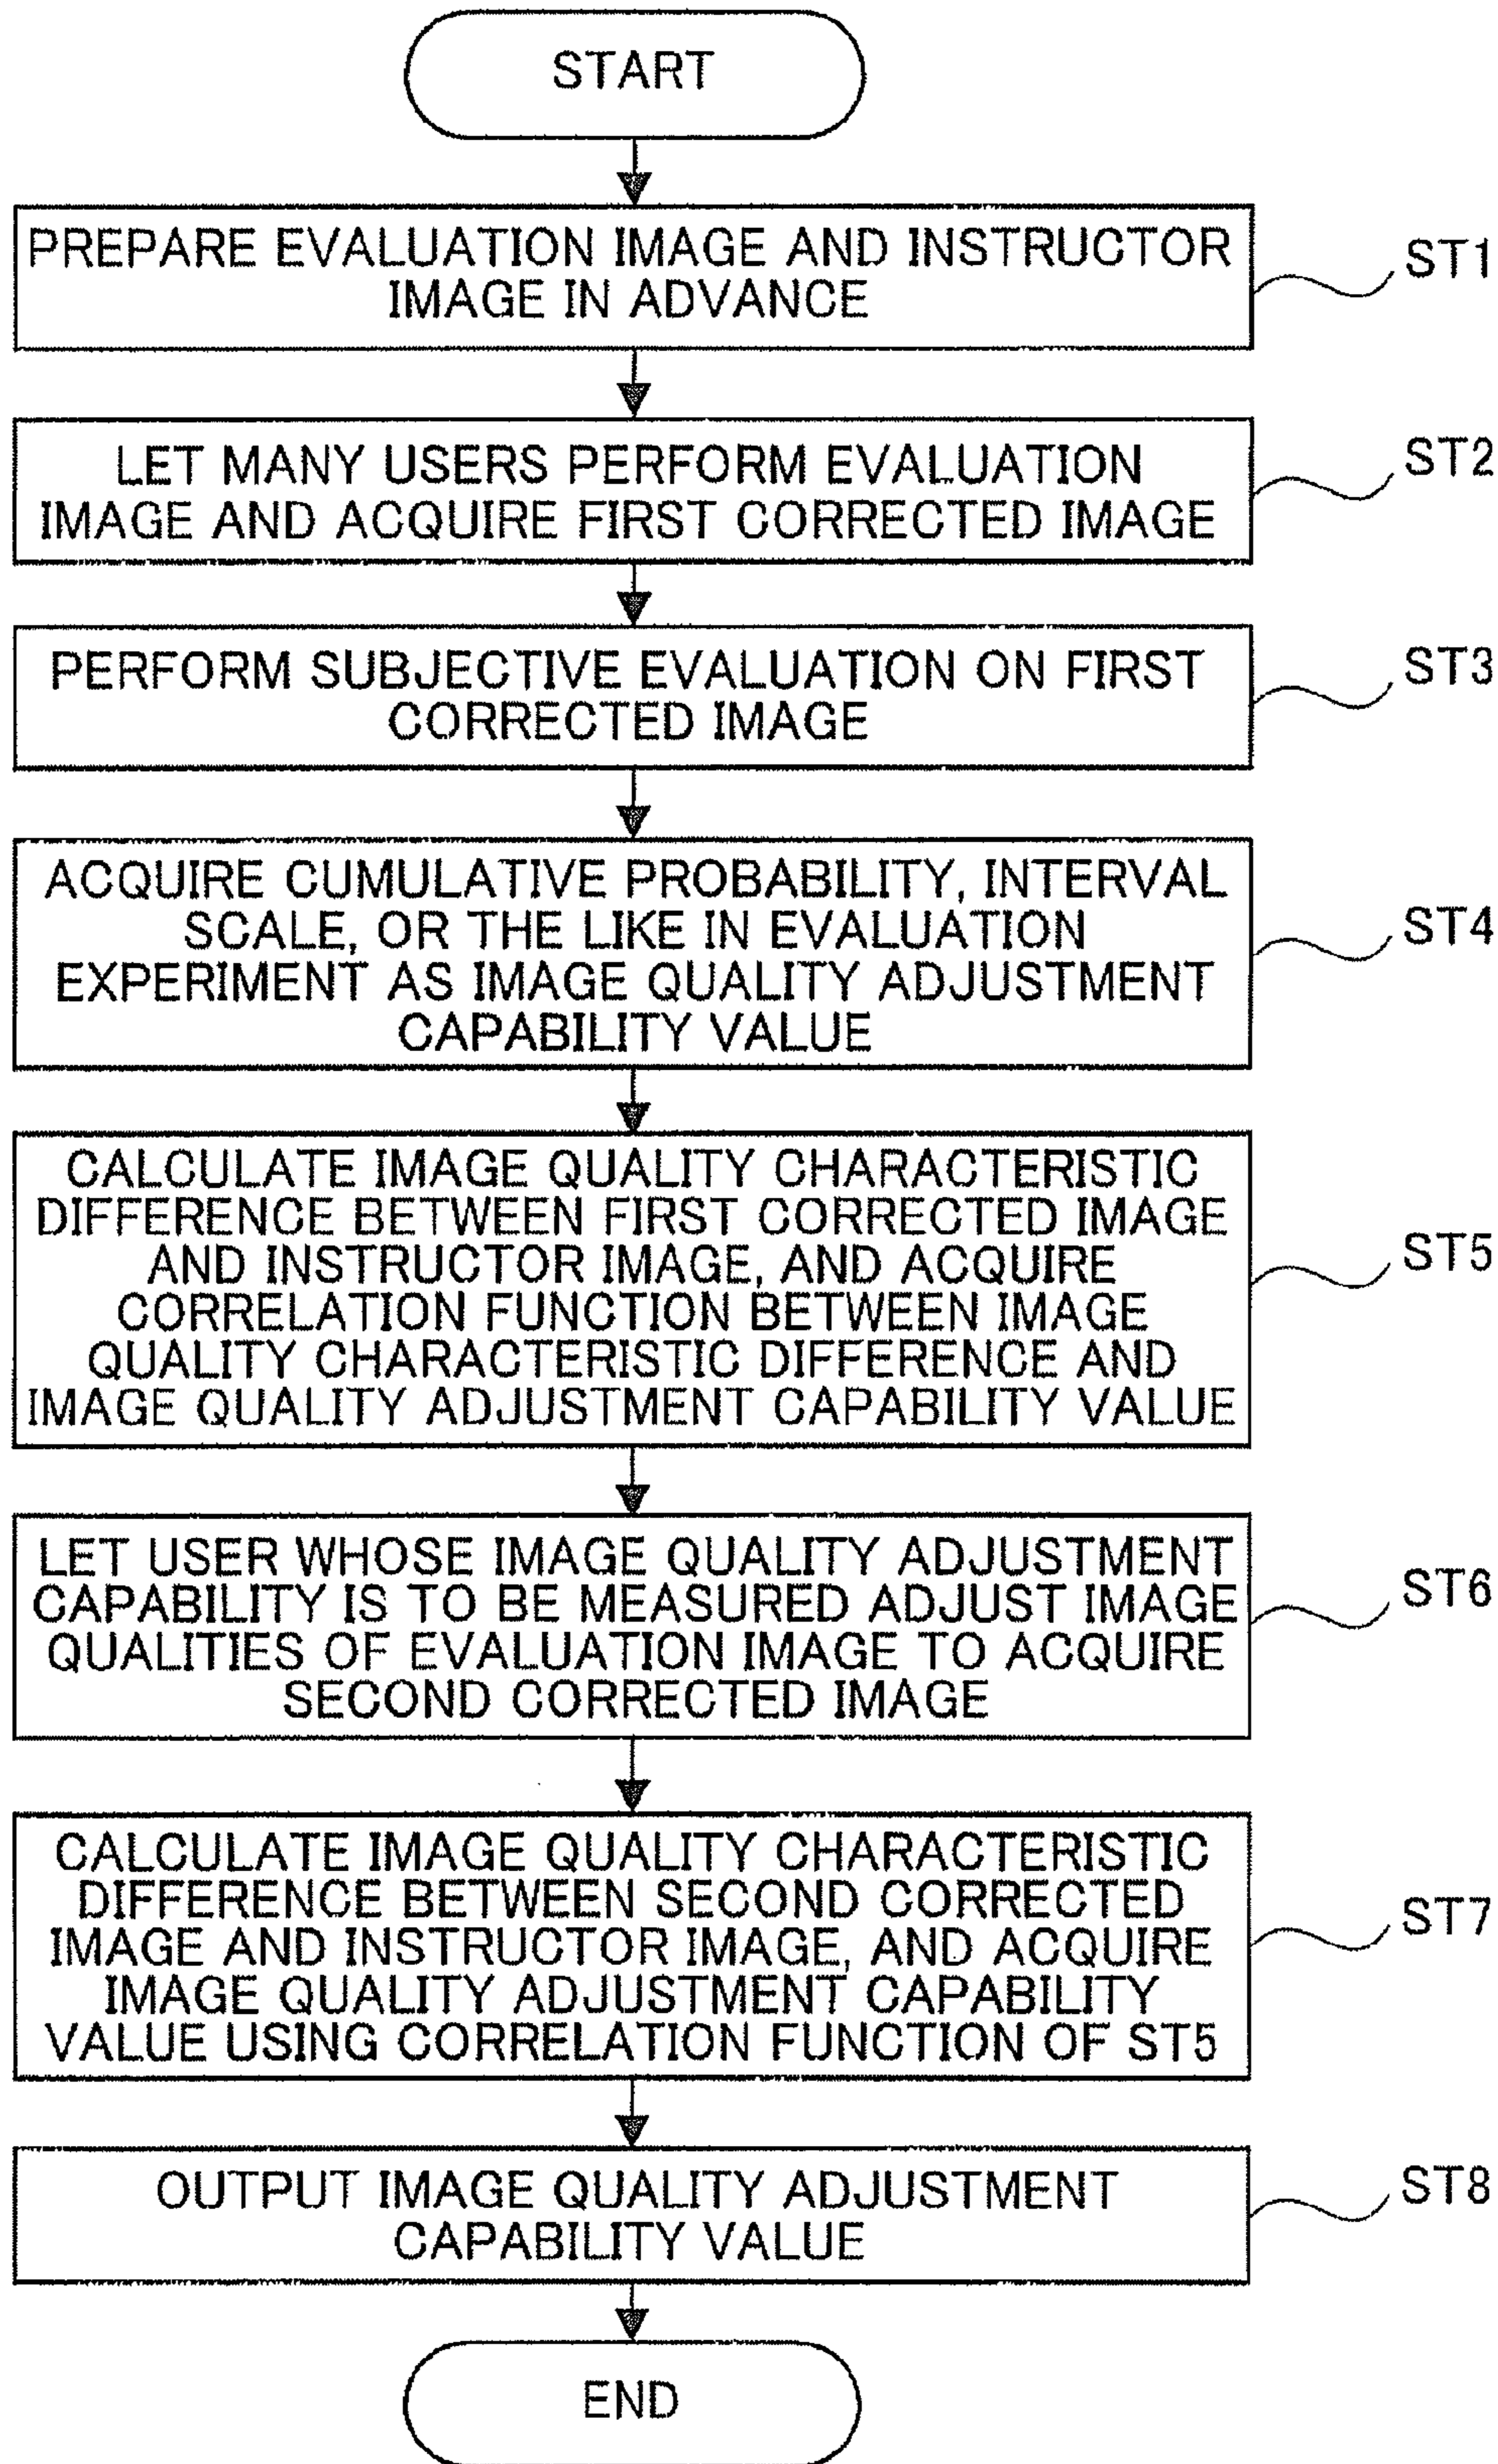 START
PREPARE EVALUATION IMAGE AND INSTRUCTOR
IMAGE IN ADVANCE
ST1
LET MANY USERS PERFORM EVALUATION
IMAGE AND ACQUIRE FIRST CORRECTED IMAGE
ST2
PERFORM SUBJECTIVE EVALUATION ON FIRST
CORRECTED IMAGE
ST3
ACQUIRE CUMULATIVE PROBABILITY, INTERVAL
SCALE, OR THE LIKE IN EVALUATION
EXPERIMENT AS IMAGE QUALITY ADJUSTMENT
CAPABILITY VALUE
ST4
CALCULATE IMAGE QUALITY CHARACTERISTIC
DIFFERENCE BETWEEN FIRST CORRECTED IMAGE
AND INSTRUCTOR IMAGE, AND ACQUIRE
CORRELATION FUNCTION BETWEEN IMAGE
QUALITY CHARACTERISTIC DIFFERENCE AND
IMAGE QUALITY ADJUSTMENT CAPABILITY VALUE
ST5
LET USER WHOSE IMAGE QUALITY ADJUSTMENT
CAPABILITY IS TO BE MEASURED ADJUST IMAGE
QUALITIES OF EVALUATION IMAGE TO ACQUIRE
SECOND CORRECTED IMAGE
ST6
CALCULATE IMAGE QUALITY CHARACTERISTIC
DIFFERENCE BETWEEN SECOND CORRECTED
IMAGE AND INSTRUCTOR IMAGE, AND ACQUIRE
IMAGE QUALITY ADJUSTMENT CAPABILITY
VALUE USING CORRELATION FUNCTION OF ST5
ST7
OUTPUT IMAGE QUALITY ADJUSTMENT
CAPABILITY VALUE
ST8
END